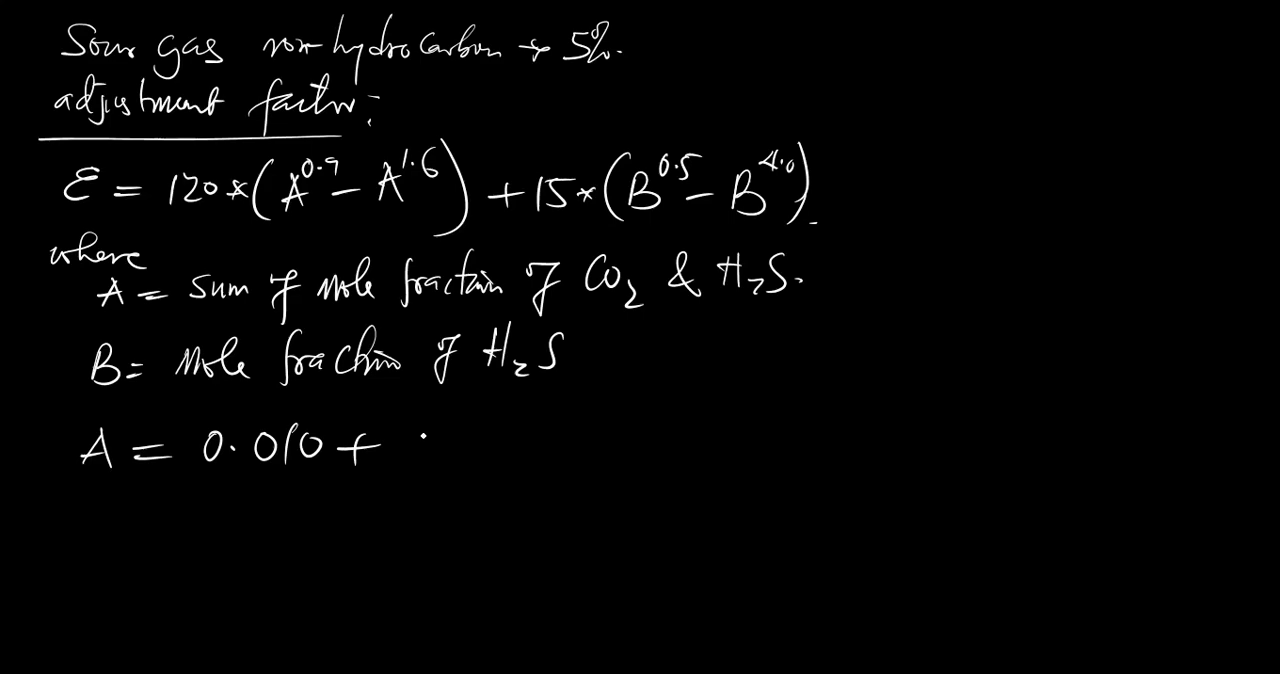 Sour gas non-hydrocarbon → 5%.
adjustment factor:
ε = 120*(A^0.9 - A^1.6) + 15*(B^0.5 - B^4.0)
where
A = sum of mole fraction of CO₂ & H₂S.
B = Mole fraction of H₂S
A = 0.010 +